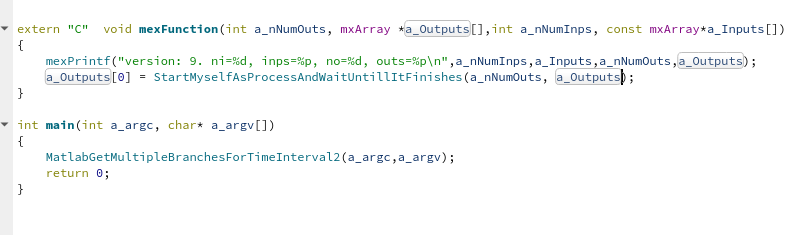 extern "C"  void mexFunction(int a_nNumOuts, mxArray *a_Outputs[],int a_nNumInps, const mxArray*a_Inputs[])
{
    mexPrintf("version: 9. ni=%d, inps=%p, no=%d, outs=%p\n",a_nNumInps,a_Inputs,a_nNumOuts,a_Outputs);
    a_Outputs[0] = StartMyselfAsProcessAndWaitUntillItFinishes(a_nNumOuts, a_Outputs);
}
int main(int a_argc, char* a_argv[])
{
    MatlabGetMultipleBranchesForTimeInterval2(a_argc,a_argv);
    return 0;
}